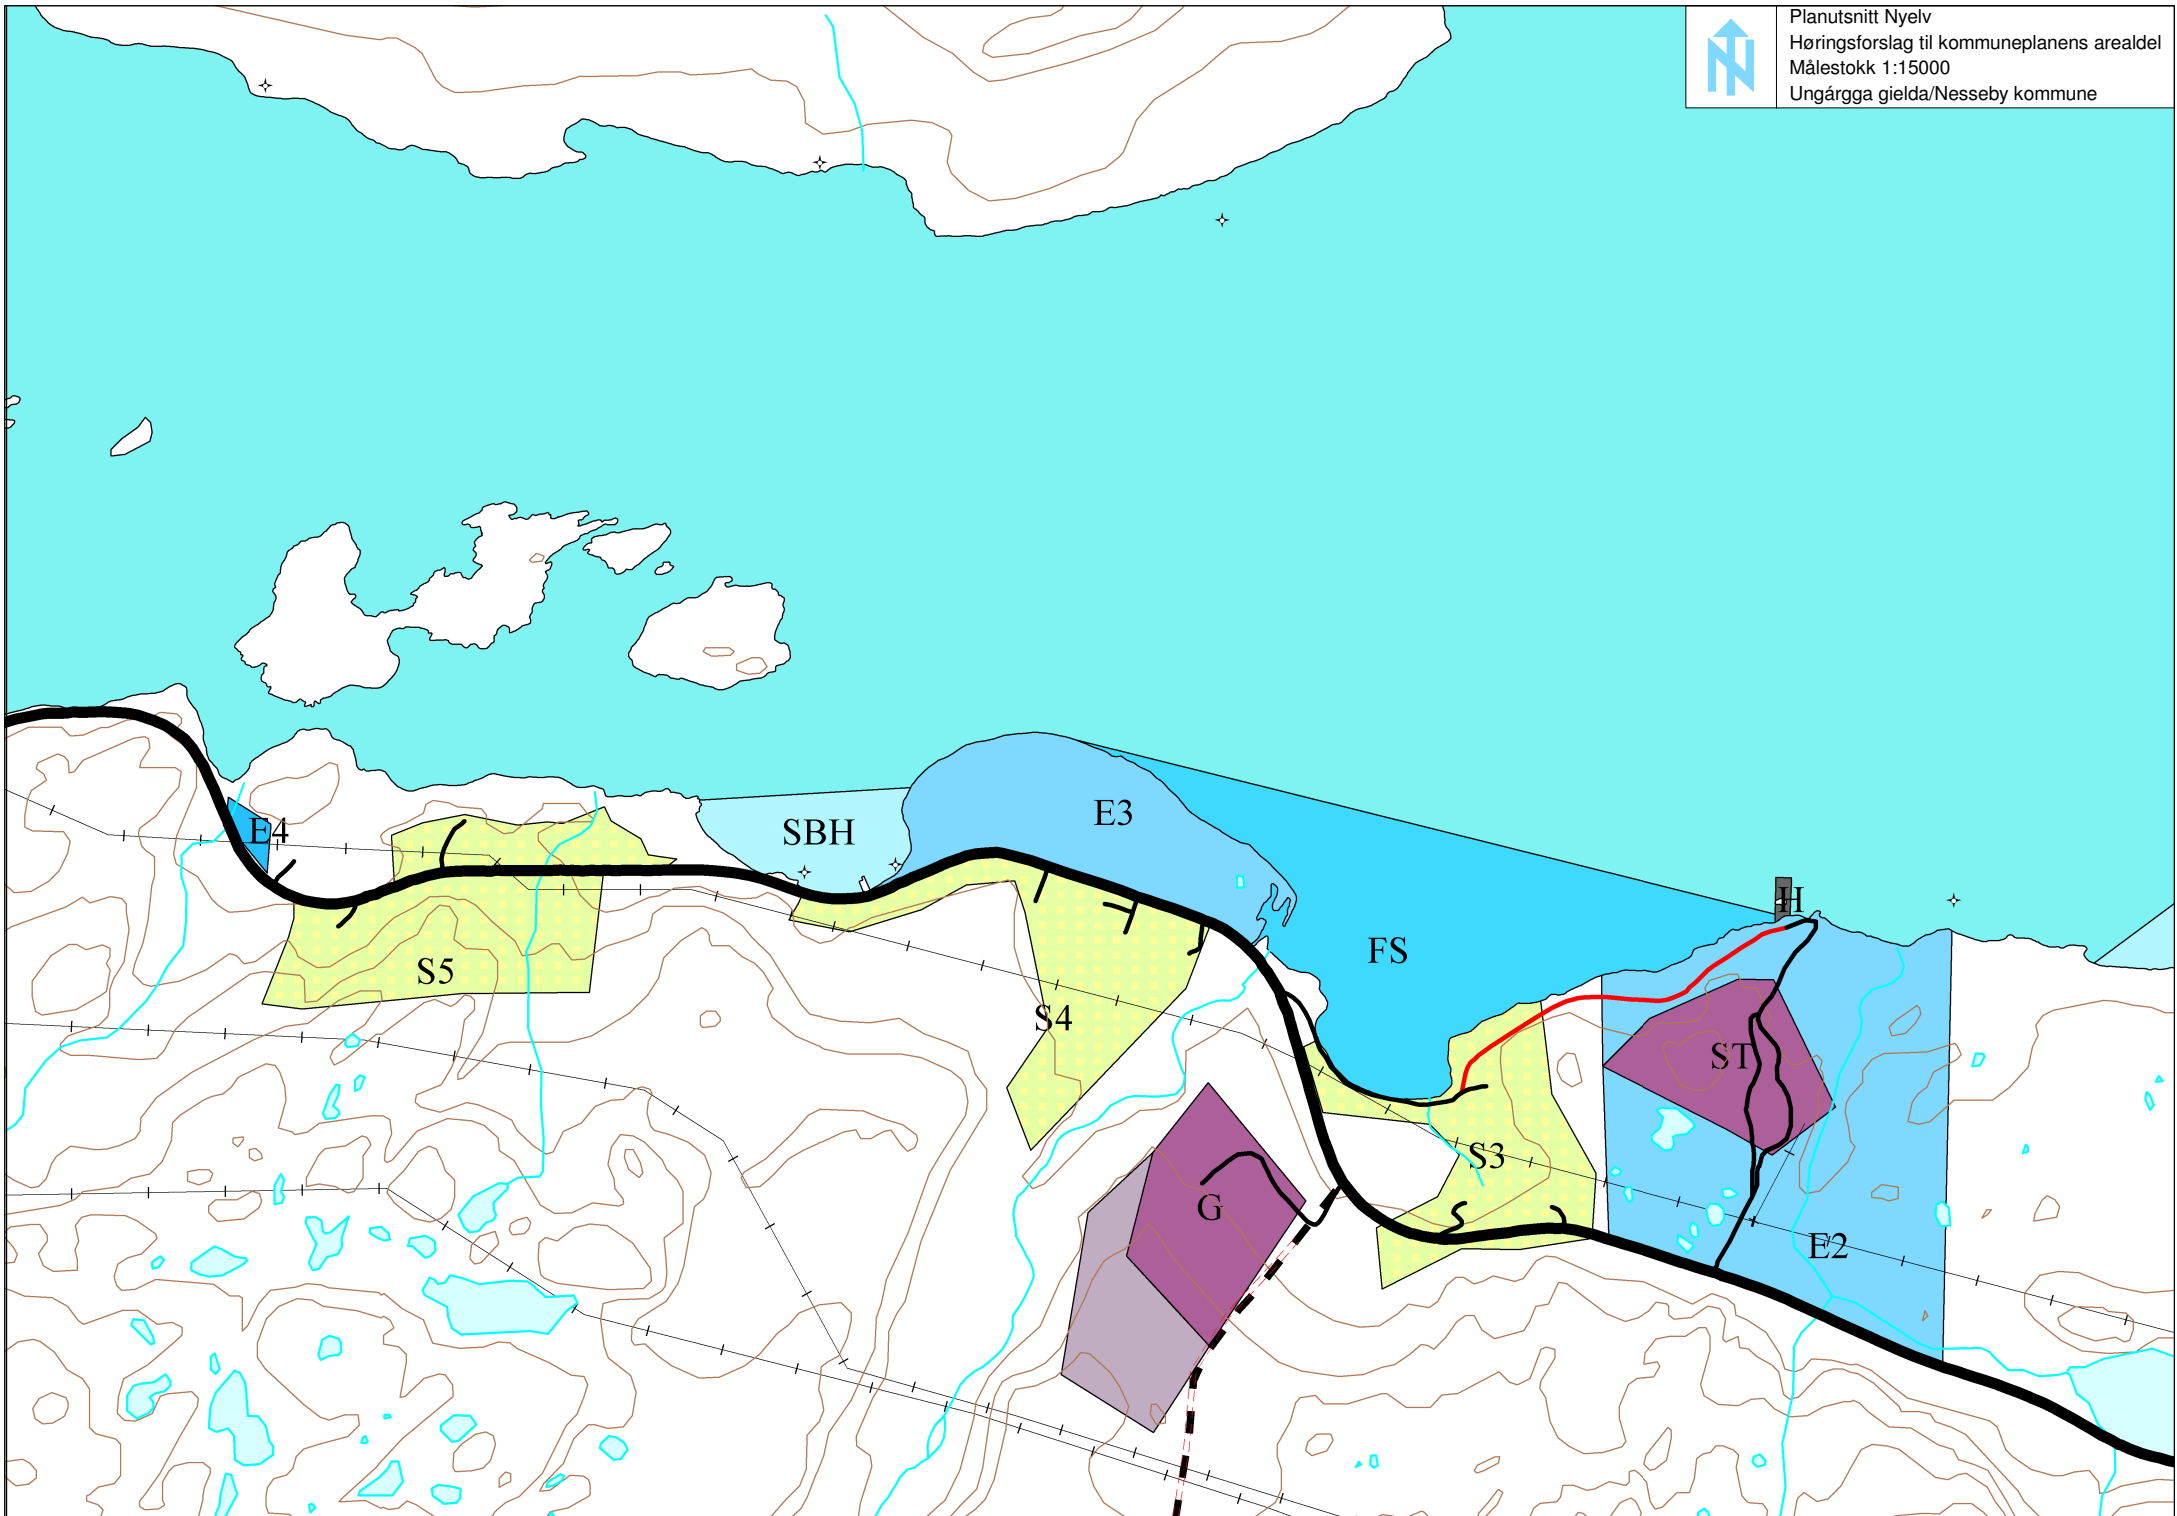 Planutsnitt Nyelv
Høringsforslag til kommuneplanens arealdel
Målestokk 1:15000
Ungárgga gielda/Nesseby kommune
E3
SBH
E4
H
FS
S5
S4
ST
S3
G
E2